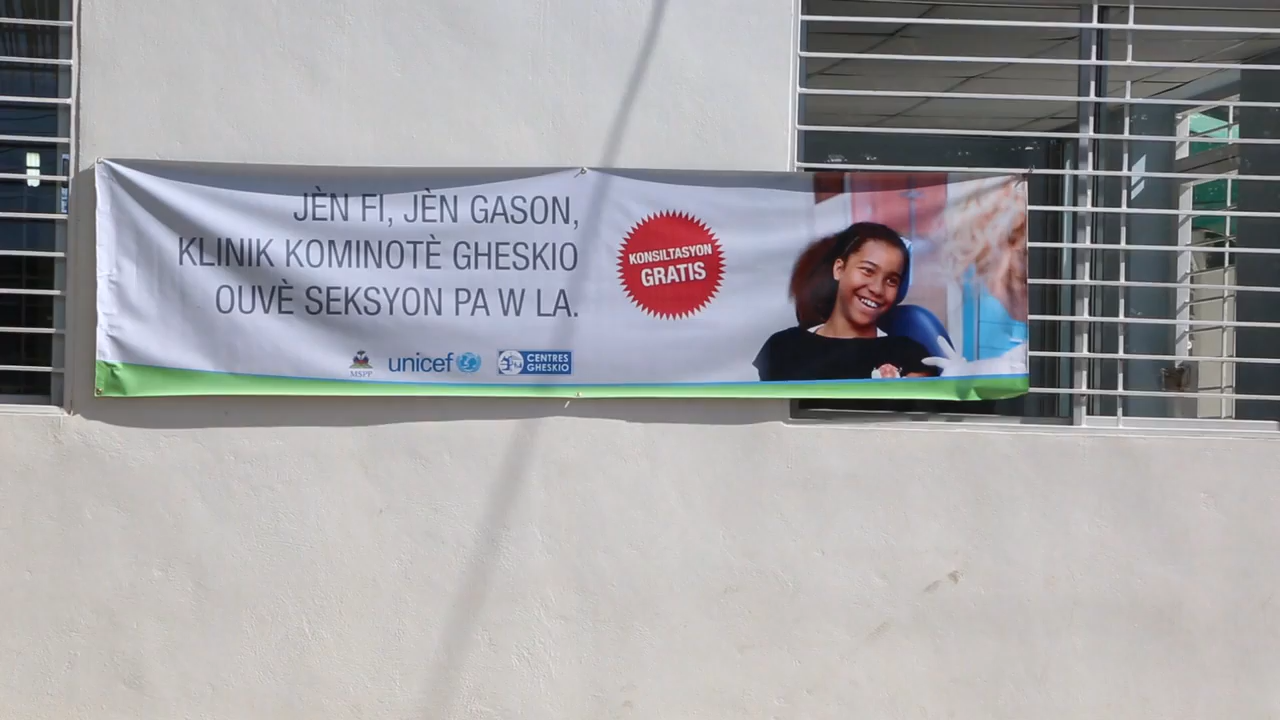 JÈN FI, JÈN GASON,
KLINIK KOMINOTÈ GHESKIO
OUVÈ SEKSYON PA W LA.
KONSILTASYON
GRATIS
MSPP
unicef
CENTRES
GHESKIO